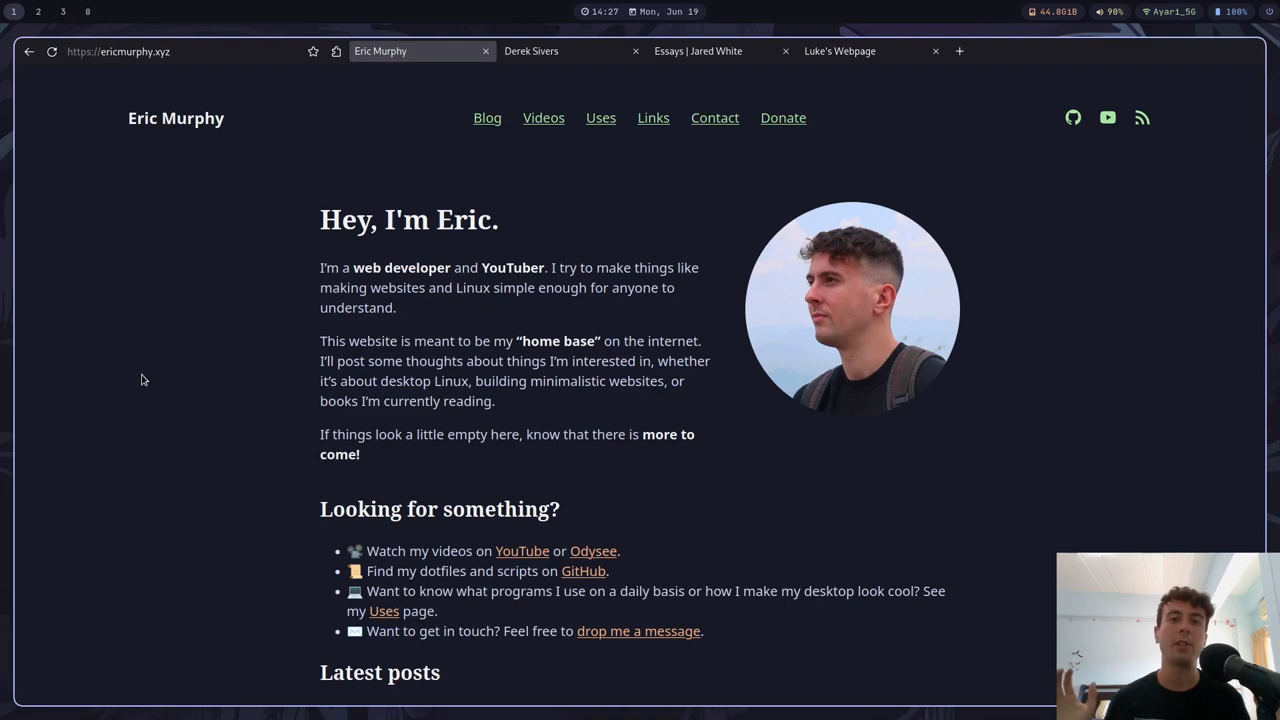 1 2 3 8 14:27 Mon, Jun 19 44.8GiB 90% Ayari_5G 100%
https://ericmurphy.xyz Eric Murphy Derek Sivers Essays | Jared White Luke's Webpage
Eric Murphy Blog Videos Uses Links Contact Donate
Hey, I'm Eric.
I'm a web developer and YouTuber. I try to make things like
making websites and Linux simple enough for anyone to
understand.
This website is meant to be my “home base” on the internet.
I'll post some thoughts about things I'm interested in, whether
it's about desktop Linux, building minimalistic websites, or
books I'm currently reading.
If things look a little empty here, know that there is more to
come!
Looking for something?
Watch my videos on YouTube or Odysee.
Find my dotfiles and scripts on GitHub.
Want to know what programs I use on a daily basis or how I make my desktop look cool? See
my Uses page.
Want to get in touch? Feel free to drop me a message.
Latest posts